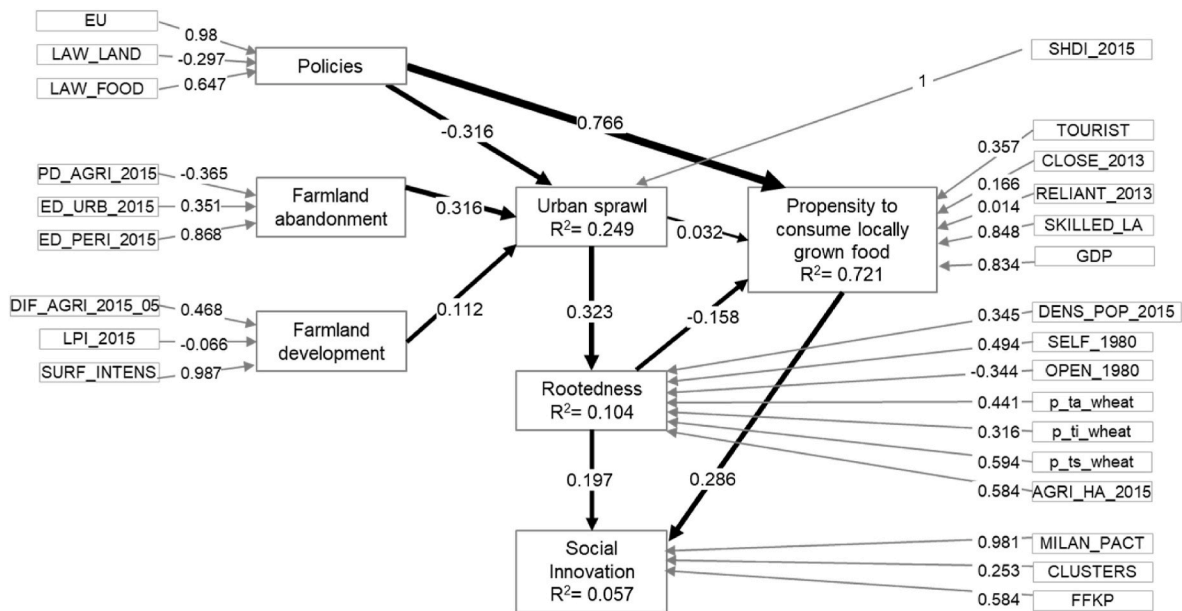 EU
0.98
LAW_LAND
-0.297
LAW_FOOD
0.647
Policies
-0.316
0.766
SHDI_2015
1
PD_AGRI_2015
-0.365
ED_URB_2015
0.351
ED_PERI_2015
0.868
Farmland
abandonment
0.316
Urban sprawl
R²= 0.249
0.032
Propensity to
consume locally
grown food
R²= 0.721
TOURIST
0.357
CLOSE_2013
0.166
RELIANT_2013
0.014
SKILLED_LA
0.848
GDP
0.834
DIF_AGRI_2015_05
0.468
LPI_2015
-0.066
SURF_INTENS
0.987
Farmland
development
0.112
0.323
-0.158
Rootedness
R²= 0.104
DENS_POP_2015
0.345
SELF_1980
0.494
OPEN_1980
-0.344
p_ta_wheat
0.441
p_ti_wheat
0.316
p_ts_wheat
0.594
AGRI_HA_2015
0.584
0.197
0.286
Social
Innovation
R²= 0.057
MILAN_PACT
0.981
CLUSTERS
0.253
FFKP
0.584